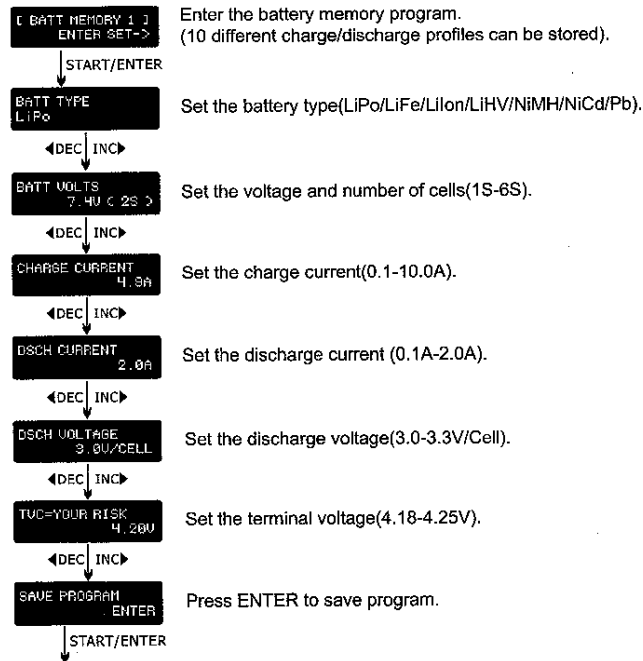 [ BATT MEMORY 1 ]
ENTER SET->
Enter the battery memory program.
(10 different charge/discharge profiles can be stored).
START/ENTER
BATT TYPE
LiPo
Set the battery type(LiPo/LiFe/LiIon/LiHV/NiMH/NiCd/Pb).
◀DEC INC▶
BATT VOLTS
7.4V ( 2S )
Set the voltage and number of cells(1S-6S).
◀DEC INC▶
CHARGE CURRENT
4.9A
Set the charge current(0.1-10.0A).
◀DEC INC▶
DSCH CURRENT
2.0A
Set the discharge current (0.1A-2.0A).
◀DEC INC▶
DSCH VOLTAGE
3.0V/CELL
Set the discharge voltage(3.0-3.3V/Cell).
◀DEC INC▶
TVC=YOUR RISK
4.20V
Set the terminal voltage(4.18-4.25V).
◀DEC INC▶
SAVE PROGRAM
ENTER
Press ENTER to save program.
START/ENTER